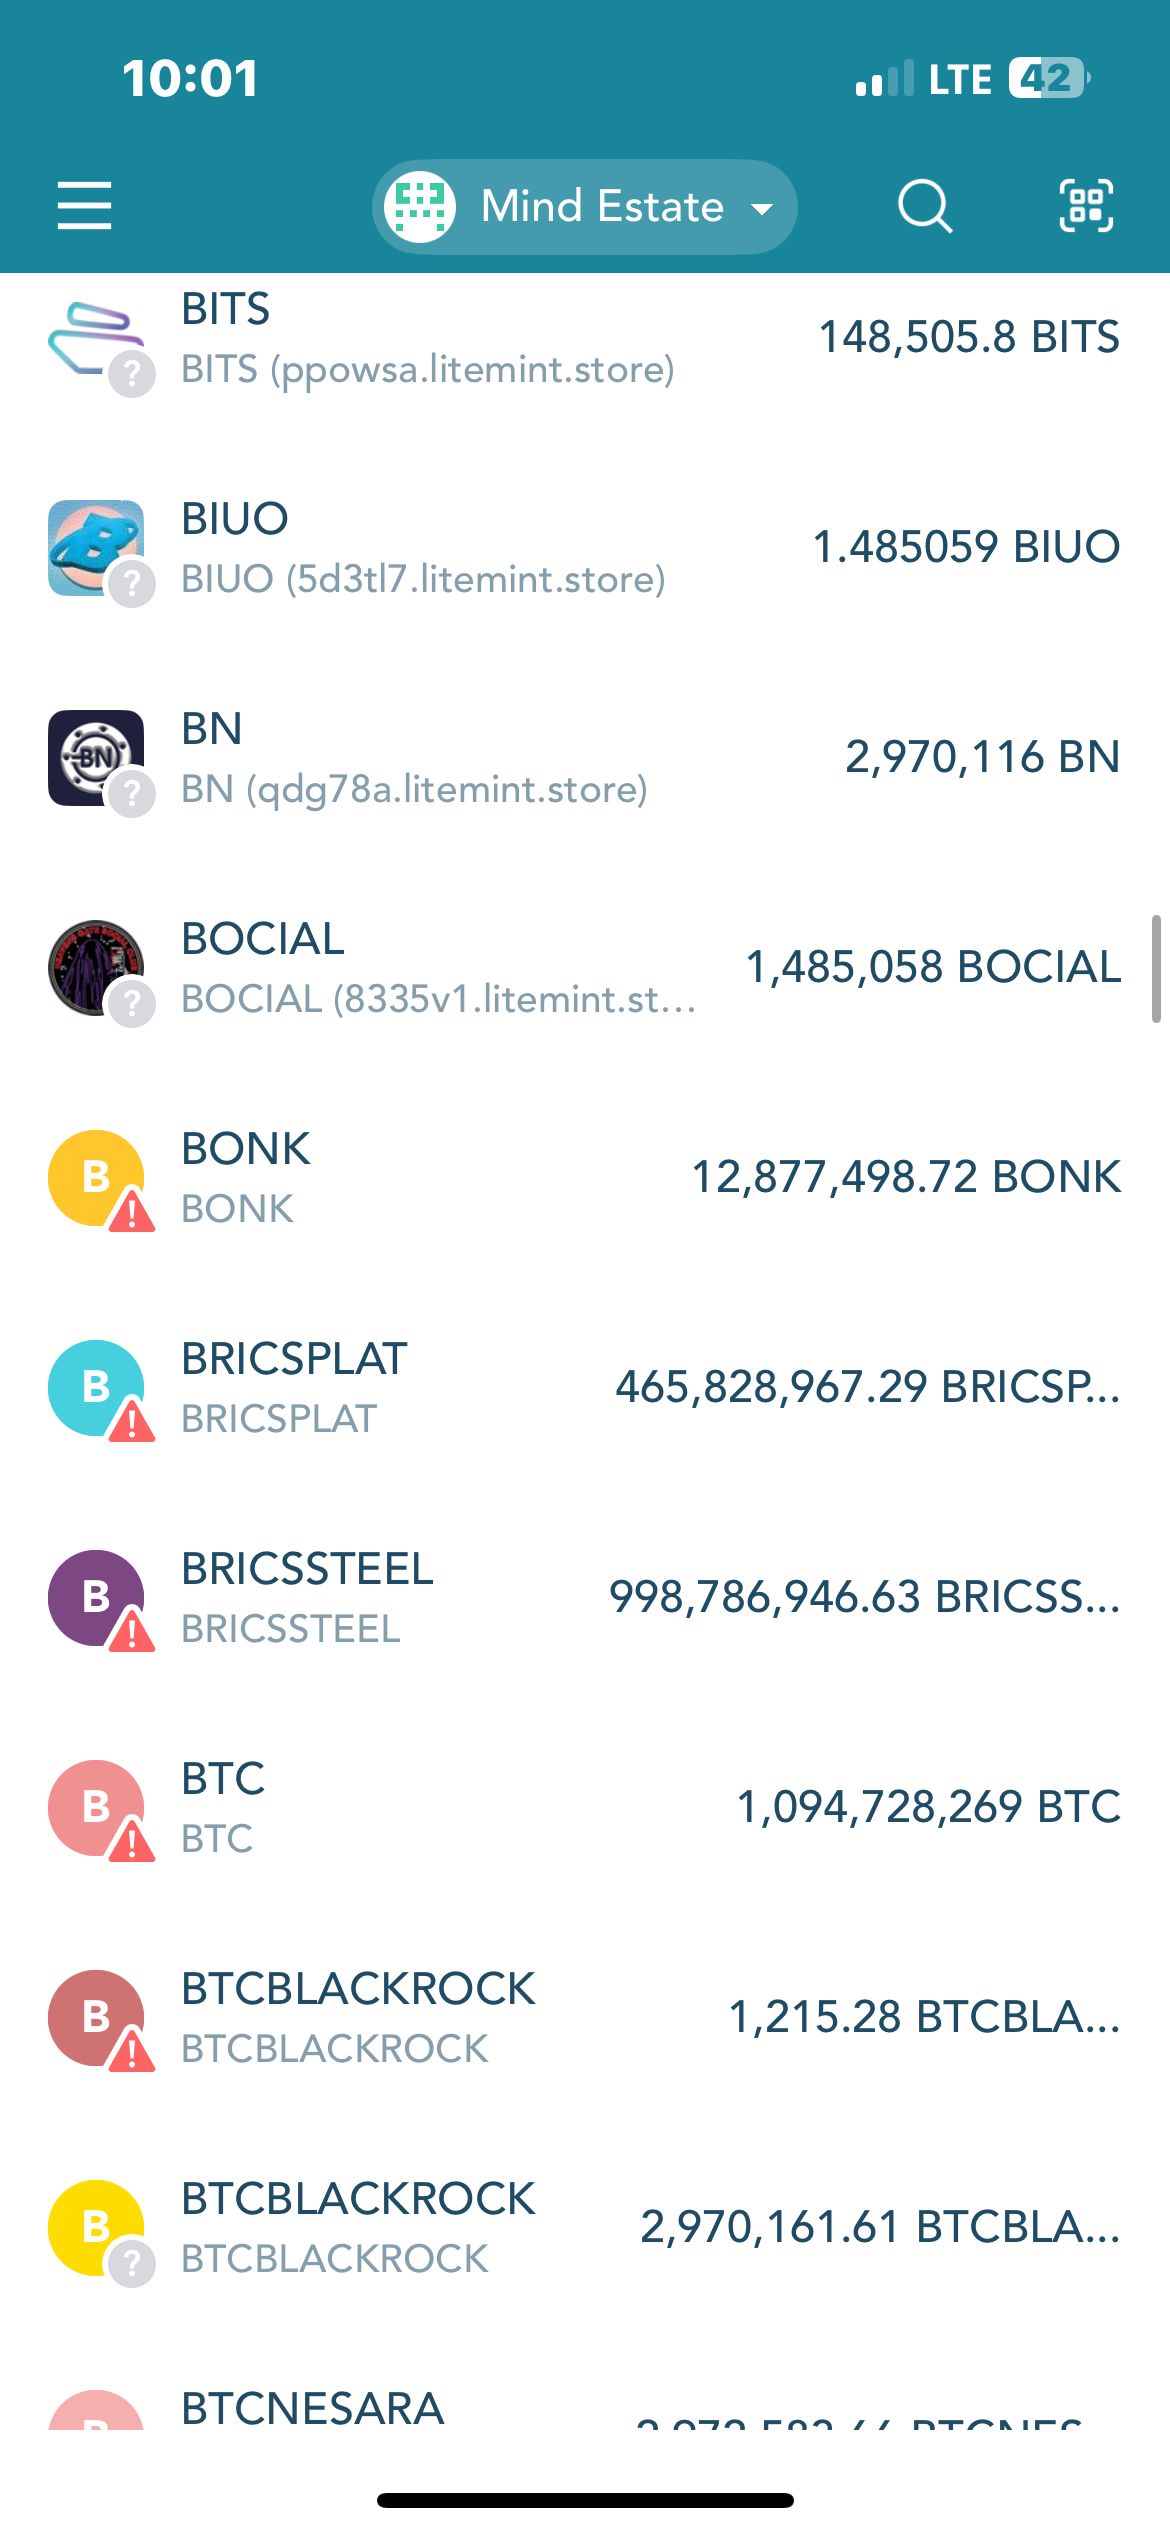 10:01
LTE 42
Mind Estate
BITS
148,505.8 BITS
BITS (ppowsa.litemint.store)
?
BIUO
1.485059 BIUO
BIUO (5d3tl7.litemint.store)
?
BN
BN
2,970,116 BN
BN (qdg78a.litemint.store)
?
BOCIAL
1,485,058 BOCIAL
BOCIAL (8335v1.litemint.st...
?
B
BONK
12,877,498.72 BONK
BONK
!
B
BRICSPLAT
465,828,967.29 BRICSP...
BRICSPLAT
!
B
BRICSSTEEL
998,786,946.63 BRICSS...
BRICSSTEEL
!
B
BTC
1,094,728,269 BTC
BTC
!
B
BTCBLACKROCK
1,215.28 BTCBLA...
BTCBLACKROCK
!
B
BTCBLACKROCK
2,970,161.61 BTCBLA...
BTCBLACKROCK
?
BTCNESARA